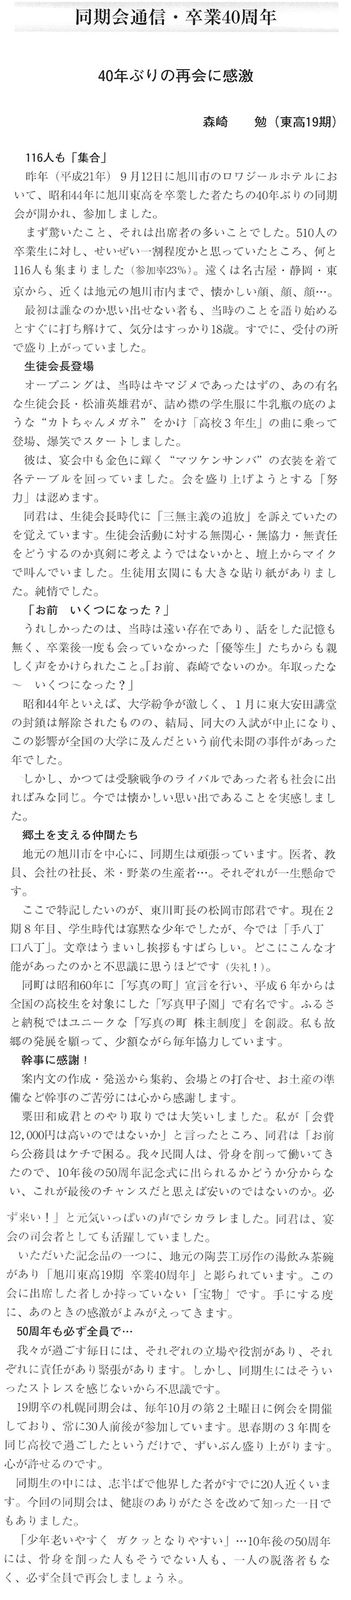 同期会通信・卒業40周年
40年ぶりの再会に感激
森崎　勉（東高19期）
116人も「集合」
昨年（平成21年）９月12日に旭川市のロワジールホテルにお
いて、昭和44年に旭川東高を卒業した者たちの40年ぶりの同期
会が開かれ、参加しました。
まず驚いたこと、それは出席者の多いことでした。510人の
卒業生に対し、せいぜい一割程度かと思っていたところ、何と
116人も集まりました（参加率23％）。遠くは名古屋・静岡・東
京から、近くは地元の旭川市内まで、懐かしい顔、顔、顔…。
最初は誰なのか思い出せない者も、当時のことを語り始める
とすぐに打ち解けて、気分はすっかり18歳。すでに、受付の所
で盛り上がっていました。
生徒会長登場
オープニングは、当時はキマジメであったはずの、あの有名
な生徒会長・松浦英雄君が、詰め襟の学生服に牛乳瓶の底のよ
うな“カトちゃんメガネ”をかけ「高校３年生」の曲に乗って
登場、爆笑でスタートしました。
彼は、宴会中も金色に輝く“マツケンサンバ”の衣装を着て
各テーブルを回っていました。会を盛り上げようとする「努
力」は認めます。
同君は、生徒会長時代に「三無主義の追放」を訴えていたの
を覚えています。生徒会活動に対する無関心・無協力・無責任
をどうするのか真剣に考えようではないかと、壇上からマイク
で叫んでいました。生徒用玄関にも大きな貼り紙がありまし
た。純情でした。
「お前　いくつになった？」
うれしかったのは、当時は遠い存在であり、話をした記憶も
無く、卒業後一度も会っていなかった「優等生」たちからも親
しく声をかけられたこと。「お前、森崎でないのか。年取ったな
～　いくつになった？」
昭和44年といえば、大学紛争が激しく、１月に東大安田講堂
の封鎖は解除されたものの、結局、同大の入試が中止になり、
この影響が全国の大学に及んだという前代未聞の事件があった
年でした。
しかし、かつては受験戦争のライバルであった者も社会に出
ればみな同じ。今では懐かしい思い出であることを実感しまし
た。
郷土を支える仲間たち
地元の旭川市を中心に、同期生は頑張っています。医者、教
員、会社の社長、米・野菜の生産者…。それぞれが一生懸命で
す。
ここで特記したいのが、東川町長の松岡市郎君です。現在２
期８年目、学生時代は寡黙な少年でしたが、今では「手八丁
口八丁」。文章はうまいし挨拶もすばらしい。どこにこんな才
能があったのかと不思議に思うほどです（失礼！）。
同町は昭和60年に「写真の町」宣言を行い、平成６年からは
全国の高校生を対象にした「写真甲子園」で有名です。ふるさ
と納税ではユニークな「写真の町　株主制度」を創設。私も故
郷の発展を願って、少額ながら毎年協力しています。
幹事に感謝！
案内文の作成・発送から集約、会場との打合せ、お土産の準
備など幹事のご苦労には心から感謝します。
栗田和成君とのやり取りでは大笑いしました。私が「会費
12,000円は高いのではないか」と言ったところ、同君は「お前
ら公務員はケチで困る。我々民間人は、骨身を削って働いてき
たので、10年後の50周年記念式に出られるかどうか分からな
い、これが最後のチャンスだと思えば安いのではないのか。必
ず来い！」と元気いっぱいの声でシカラレました。同君は、宴
会の司会者としても活躍していました。
いただいた記念品の一つに、地元の陶芸工房作の湯飲み茶碗
があり「旭川東高19期　卒業40周年」と彫られています。この
会に出席した者しか持っていない「宝物」です。手にする度
に、あのときの感激がよみがえってきます。
50周年も必ず全員で…
我々が過ごす毎日には、それぞれの立場や役割があり、それ
ぞれに責任があり緊張があります。しかし、同期生にはそうい
ったストレスを感じないから不思議です。
19期卒の札幌同期会は、毎年10月の第２土曜日に例会を開催
しており、常に30人前後が参加しています。思春期の３年間を
同じ高校で過ごしたというだけで、ずいぶん盛り上がります。
心が許せるのです。
同期生の中には、志半ばで他界した者がすでに20人近くいま
す。今回の同期会は、健康のありがたさを改めて知った一日で
もありました。
「少年老いやすく ガクッとなりやすい」…10年後の50周年
には、骨身を削った人もそうでない人も、一人の脱落者もな
く、必ず全員で再会しましょうネ。